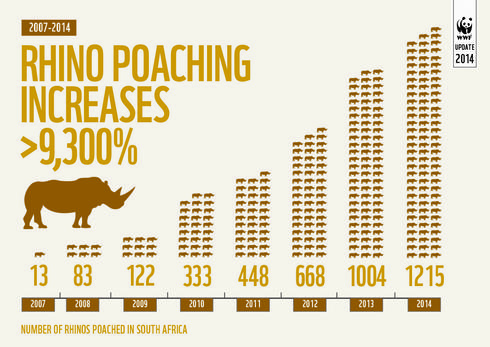 2007-2014
RHINO POACHING
INCREASES
>9,300%
WWF
UPDATE
2014
13 83 122 333 448 668 1004 1215
2007 2008 2009 2010 2011 2012 2013 2014
NUMBER OF RHINOS POACHED IN SOUTH AFRICA